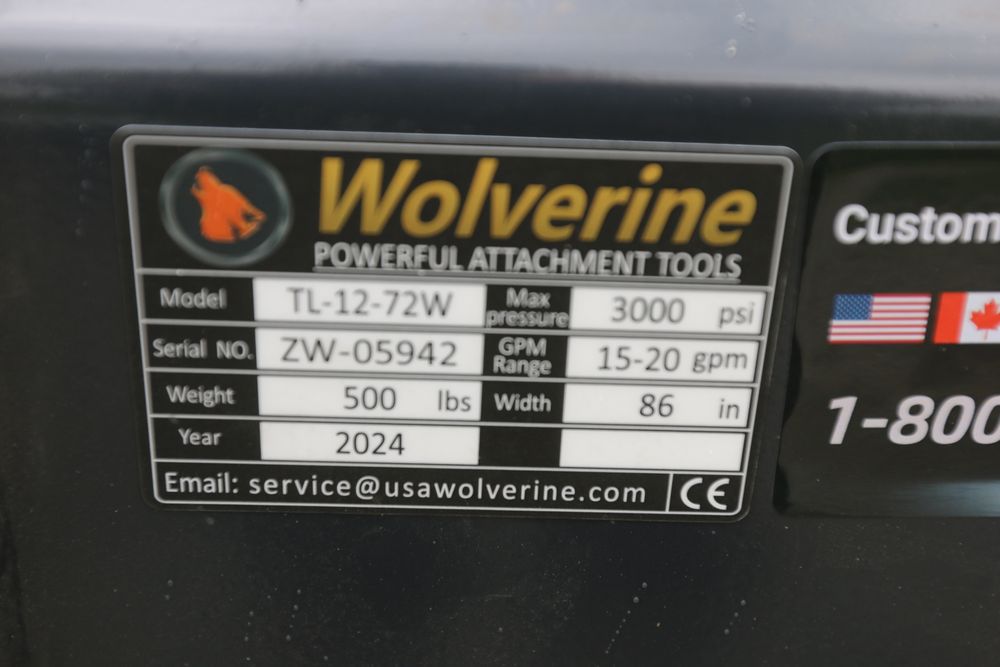 Wolverine
POWERFUL ATTACHMENT TOOLS
Model TL-12-72W Max pressure 3000 psi
Serial NO. ZW-05942 GPM Range 15-20 gpm
Weight 500 lbs Width 86 in
Year 2024
Email: service@usawolverine.com CE
Custom
1-800